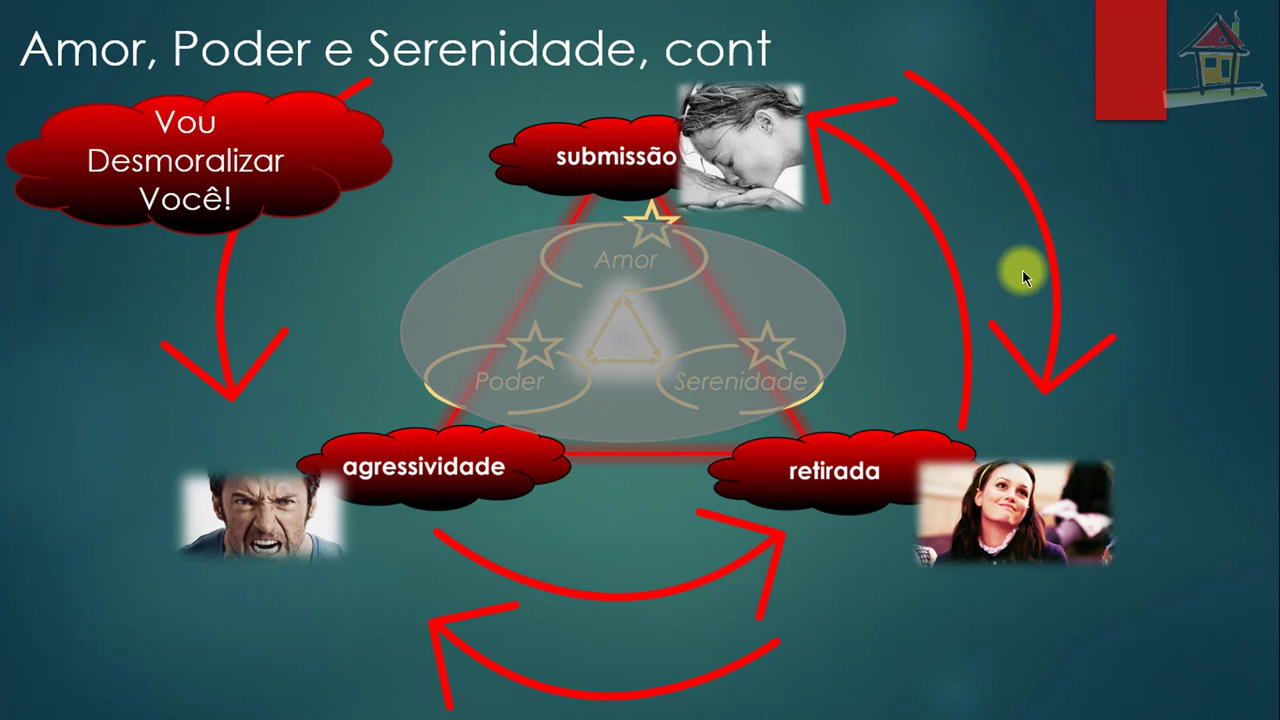 Amor, Poder e Serenidade, cont
Vou
Desmoralizar
Você!
submissão
Amor
Poder
Serenidade
agressividade
retirada